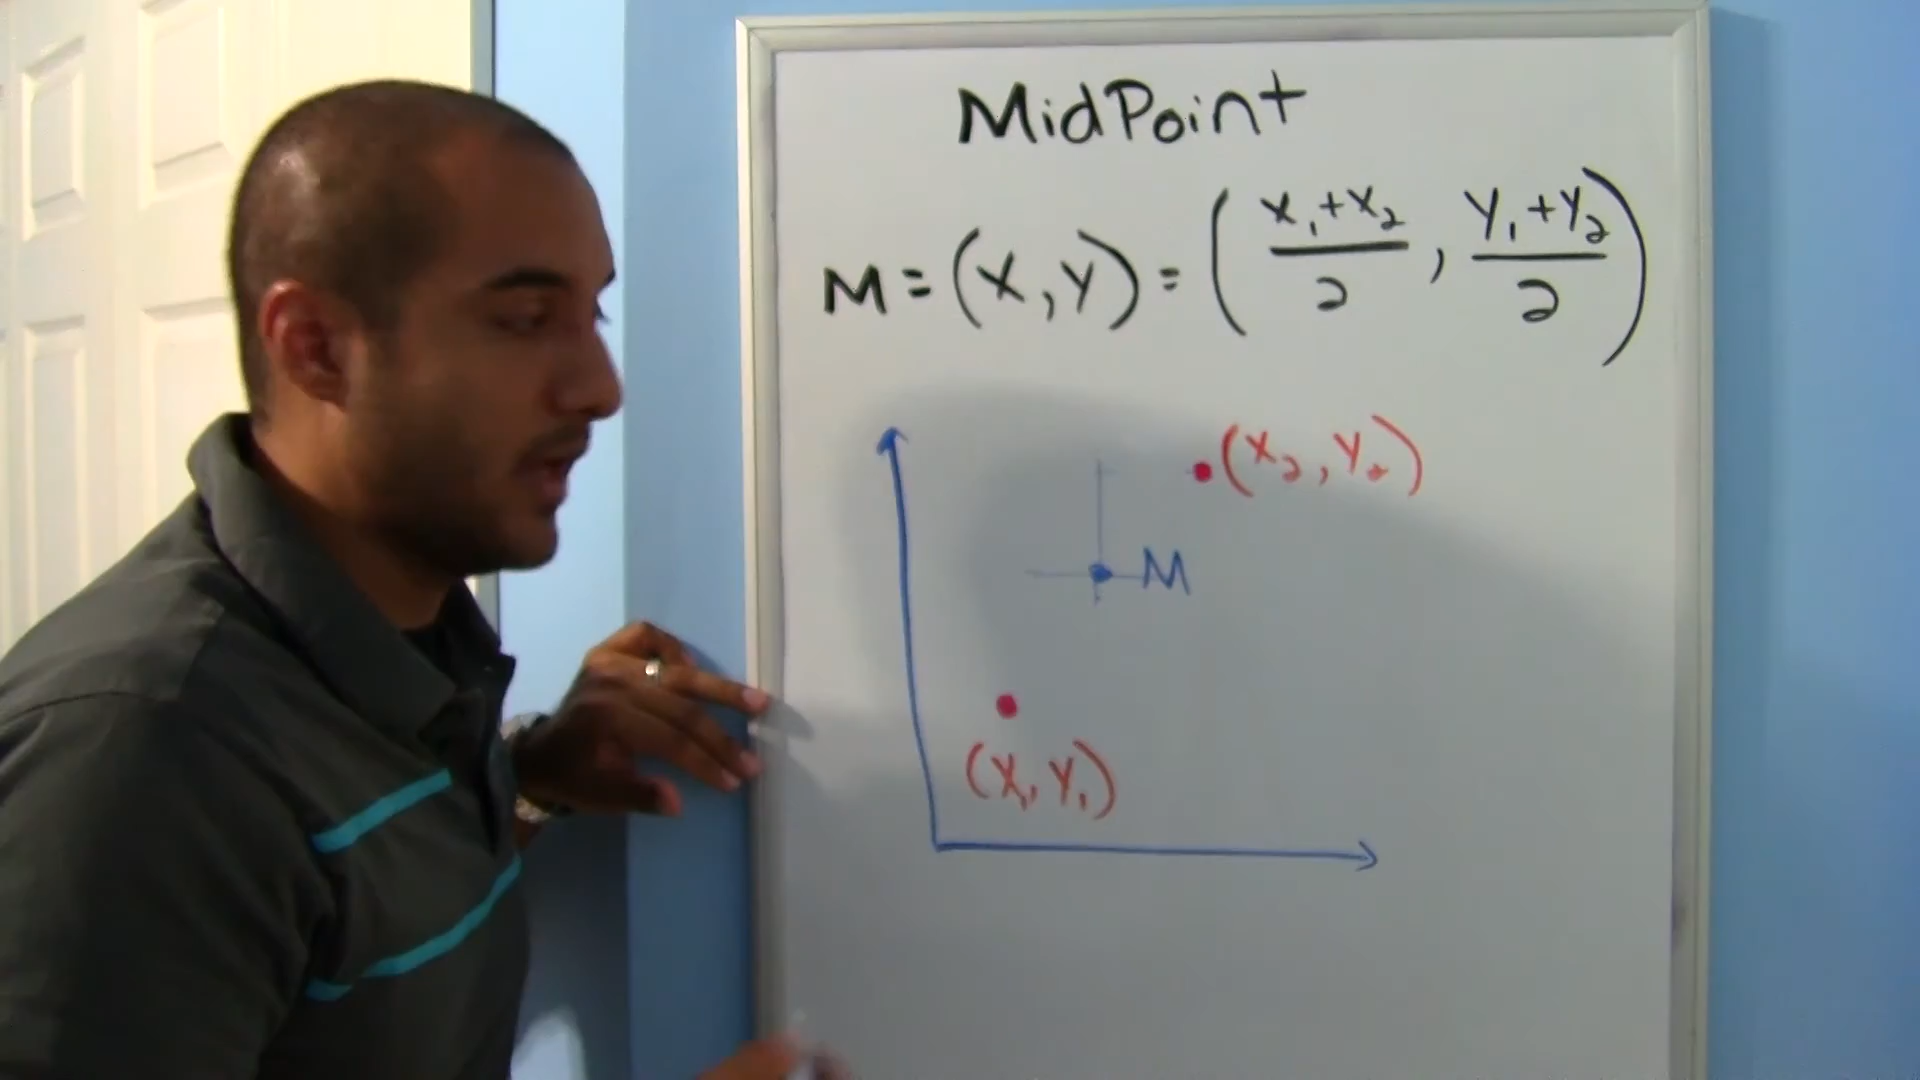 MidPoint
M = (X, Y) = ( X₁+X₂ / 2 , Y₁+Y₂ / 2 )
(X₂, Y₂)
M
(X₁, Y₁)